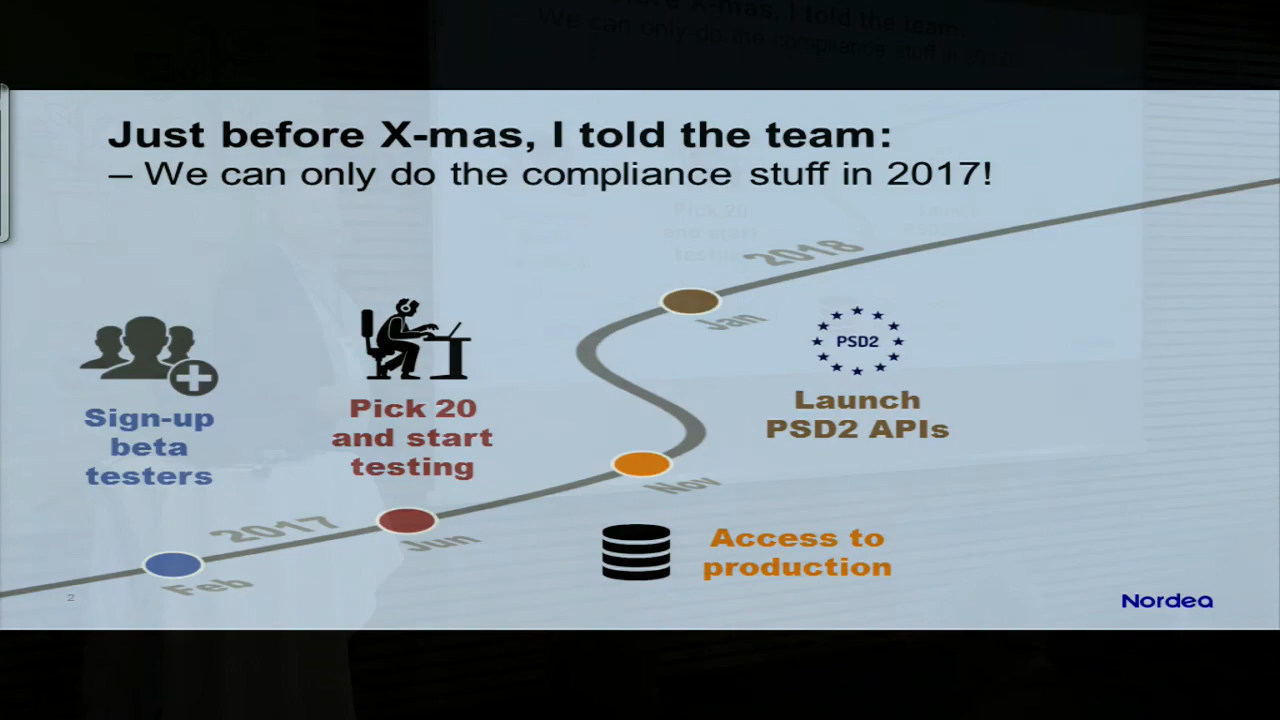 Just before X-mas, I told the team:
– We can only do the compliance stuff in 2017!
2018
Jan
PSD2
Launch
PSD2 APIs
Sign-up
beta
testers
Pick 20
and start
testing
Nov
2017
Jun
Feb
Access to
production
2
Nordea